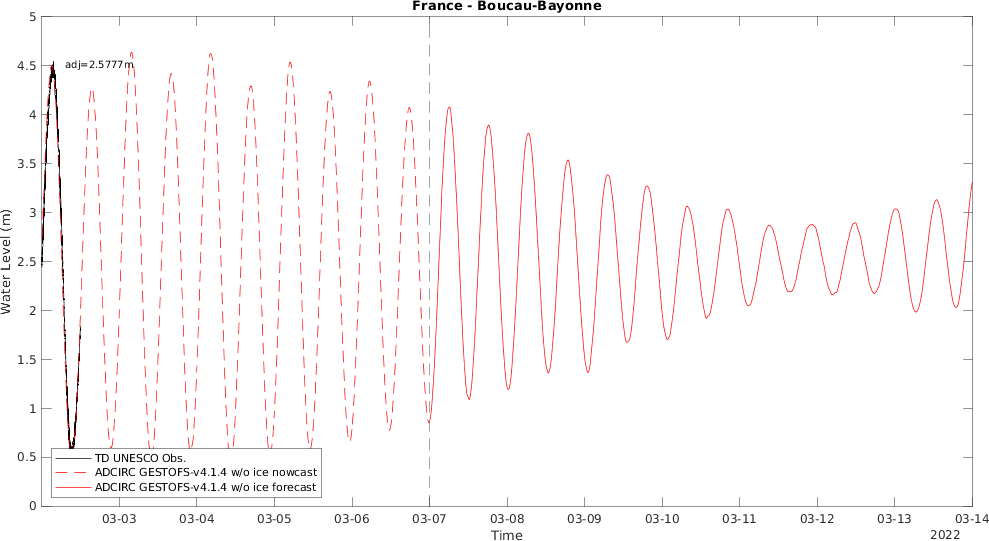 France - Boucau-Bayonne
5
4.5
4
3.5
3
2.5
2
1.5
1
0.5
0
Water Level (m)
adj=2.5777m
TD UNESCO Obs.
ADCIRC GESTOFS-v4.1.4 w/o ice nowcast
ADCIRC GESTOFS-v4.1.4 w/o ice forecast
03-03 03-04 03-05 03-06 03-07 03-08 03-09 03-10 03-11 03-12 03-13 03-14
Time
2022